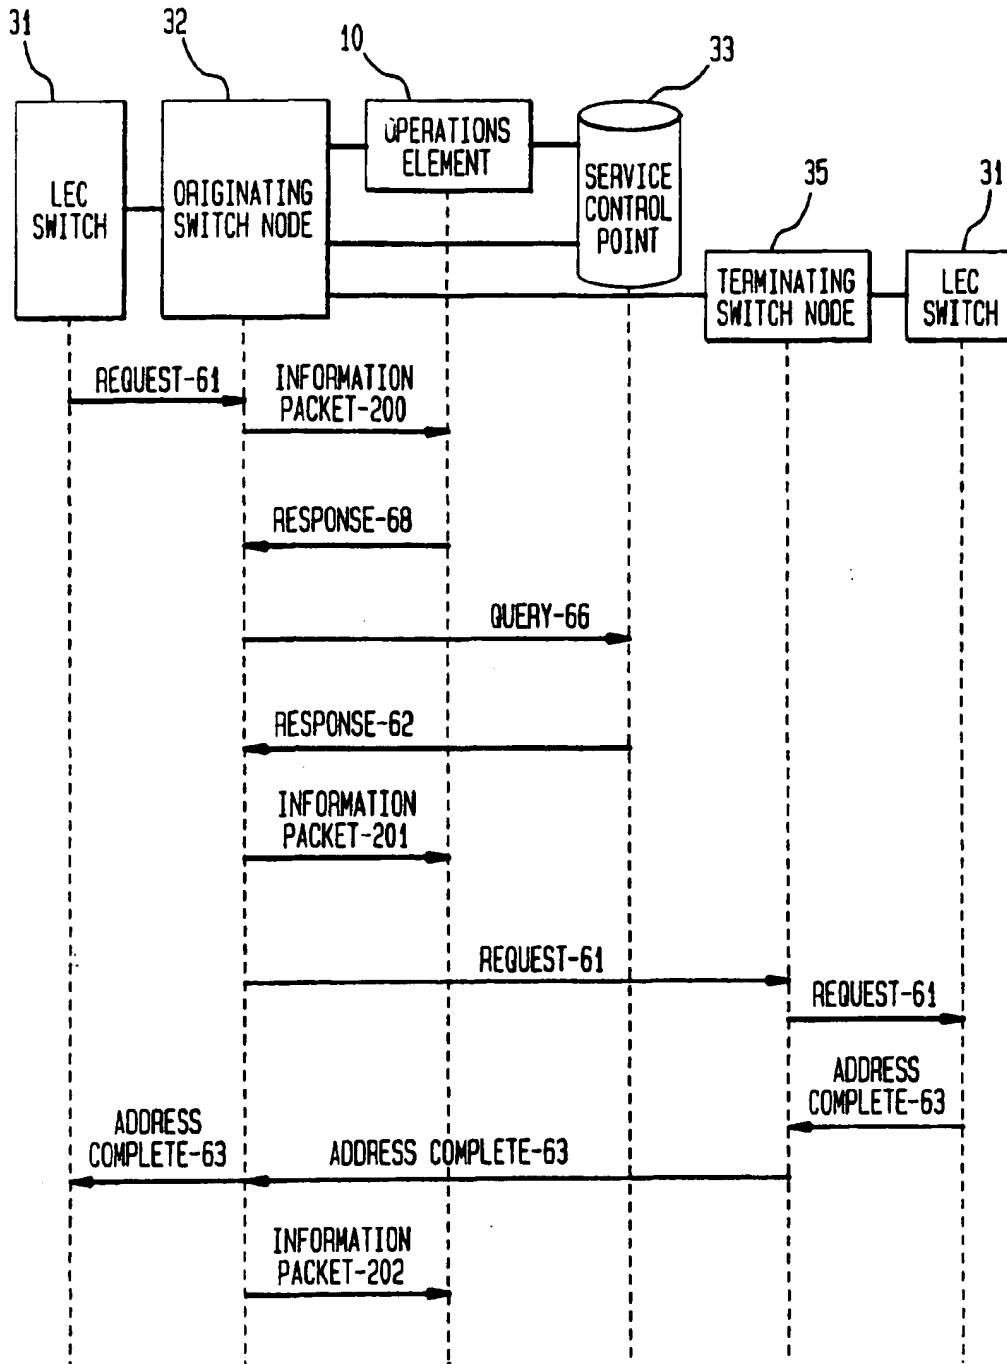 31
32
10
33
LEC
SWITCH
ORIGINATING
SWITCH NODE
OPERATIONS
ELEMENT
SERVICE
CONTROL
POINT
35
31
TERMINATING
SWITCH NODE
LEC
SWITCH
REQUEST-61
INFORMATION
PACKET-200
RESPONSE-68
QUERY-66
RESPONSE-62
INFORMATION
PACKET-201
REQUEST-61
REQUEST-61
ADDRESS
COMPLETE-63
ADDRESS
COMPLETE-63
ADDRESS COMPLETE-63
INFORMATION
PACKET-202